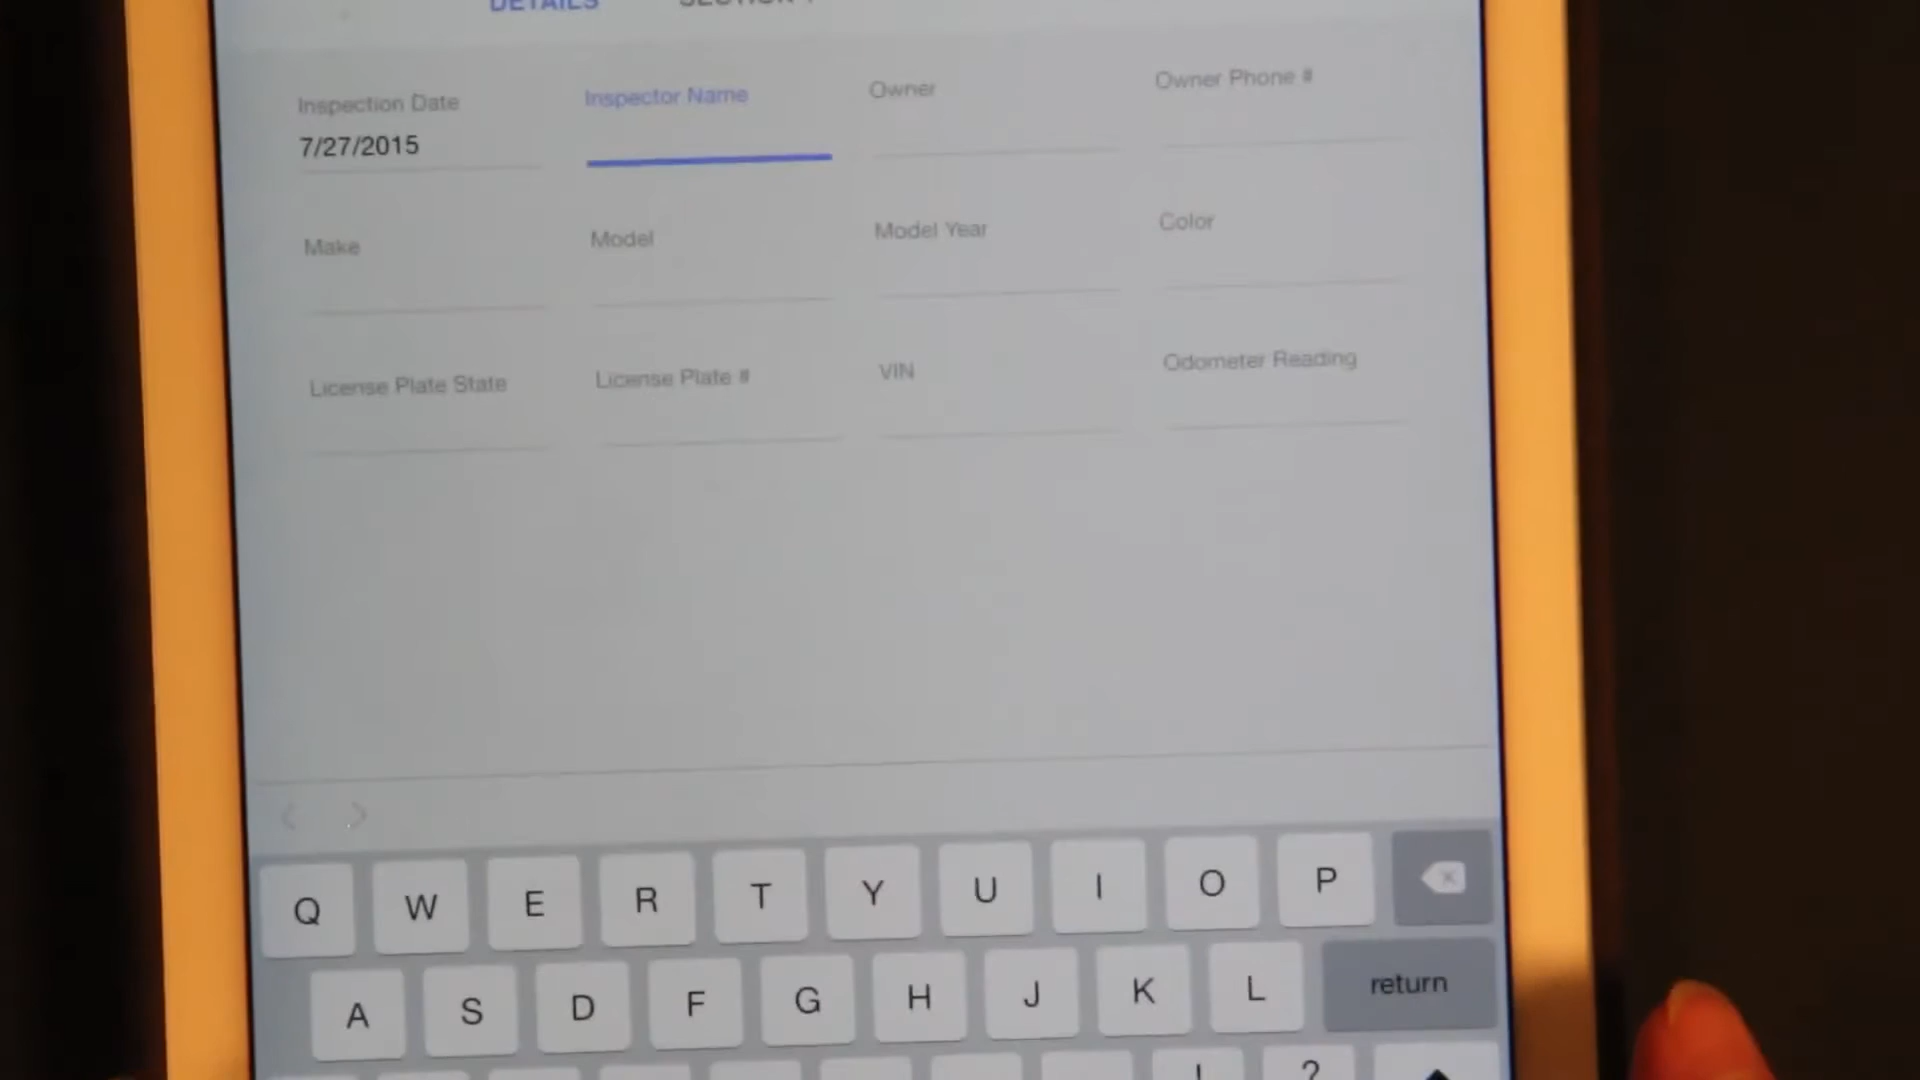 DETAILS SECTION
Inspection Date Inspector Name Owner Owner Phone #
7/27/2015
Make Model Model Year Color
License Plate State License Plate # VIN Odometer Reading
Q W E R T Y U I O P
A S D F G H J K L return
! ?